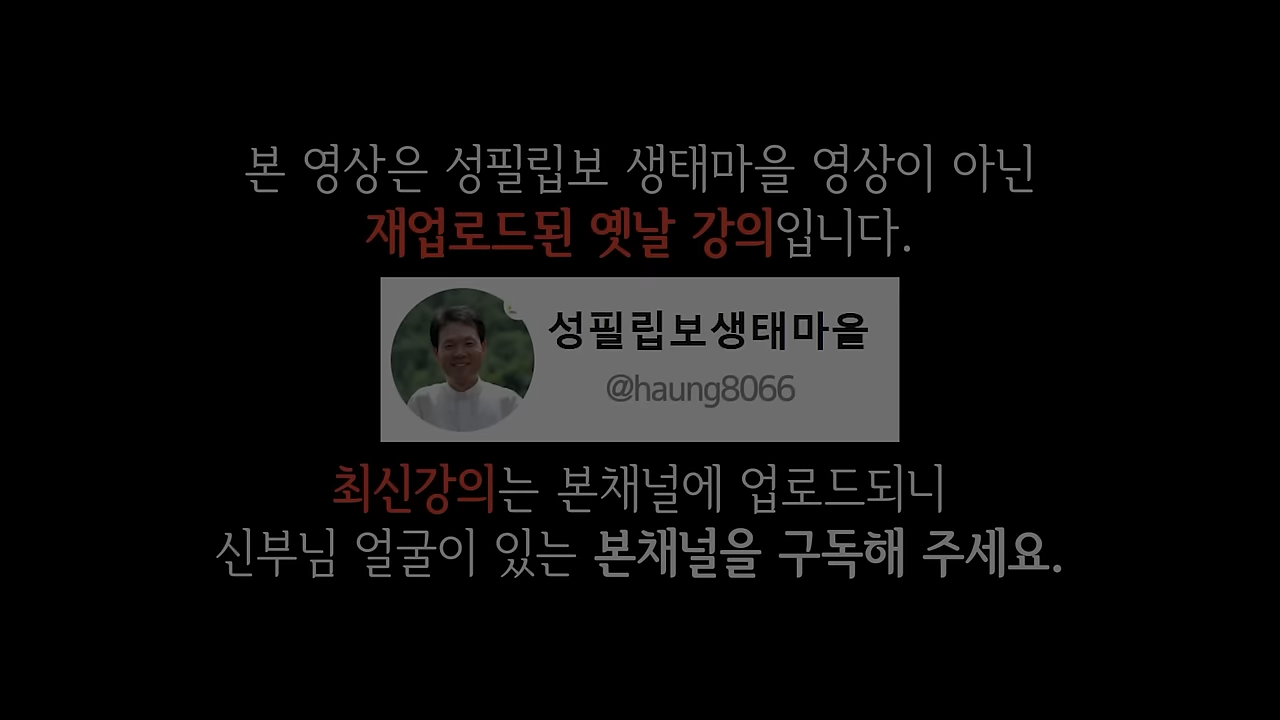 본 영상은 성필립보 생태마을 영상이 아닌
재업로드된 옛날 강의입니다.
성필립보생태마을
@haung8066
최신강의는 본채널에 업로드되니
신부님 얼굴이 있는 본채널을 구독해 주세요.